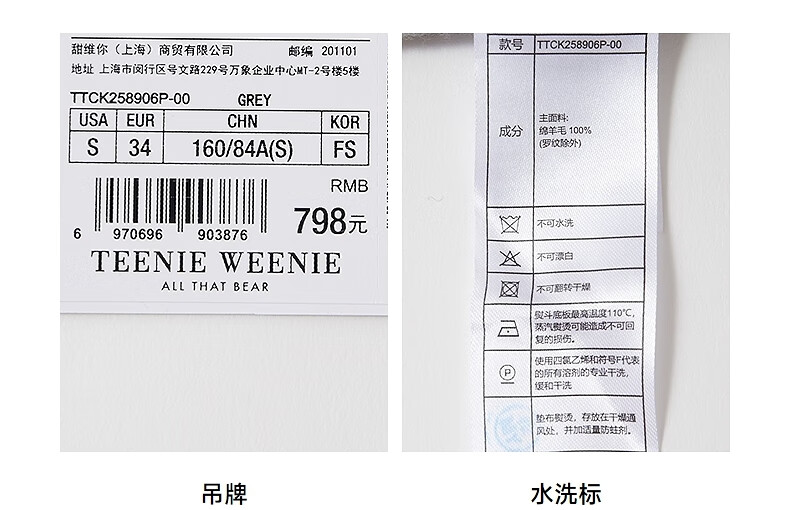 甜维你（上海）商贸有限公司 邮编 201101
地址 上海市闵行区号文路229号万象企业中心MT-2号楼5楼
TTCK258906P-00 GREY
USA EUR CHN KOR
S 34 160/84A(S) FS
RMB
798元
6 970696 903876
TEENIE WEENIE
ALL THAT BEAR
吊牌
款号 TTCK258906P-00
成分
主面料:
绵羊毛 100%
(罗纹除外)
不可水洗
不可漂白
不可翻转干燥
熨斗底板最高温度110℃,
蒸汽熨烫可能造成不可回
复的损伤。
P
使用四氯乙烯和符号F代表
的所有溶剂的专业干洗,
缓和干洗
垫布熨烫，存放在干燥通
风处，并加适量防蛀剂。
水洗标